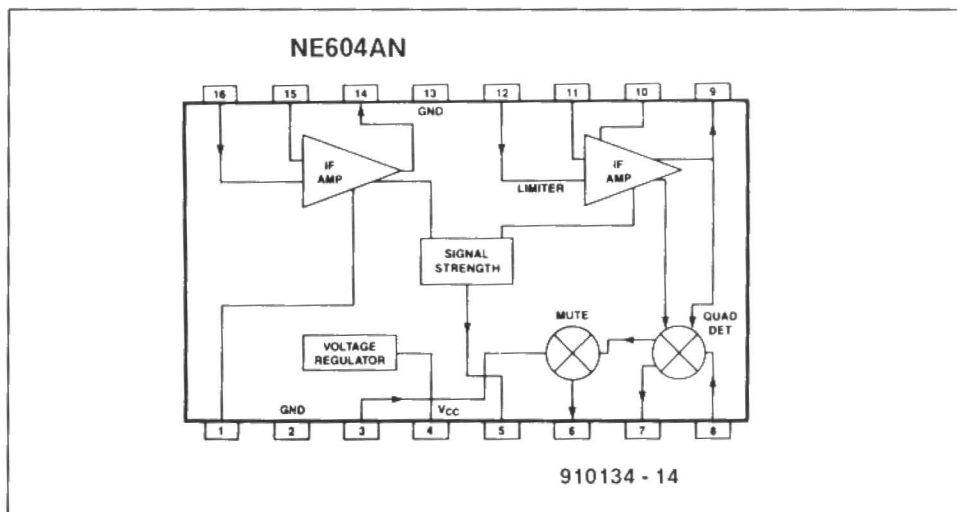 NE604AN
16 15 14 13 12 11 10 9
GND
IF
AMP
IF
AMP
LIMITER
SIGNAL
STRENGTH
MUTE
QUAD
DET
VOLTAGE
REGULATOR
GND
VCC
1 2 3 4 5 6 7 8
910134 - 14